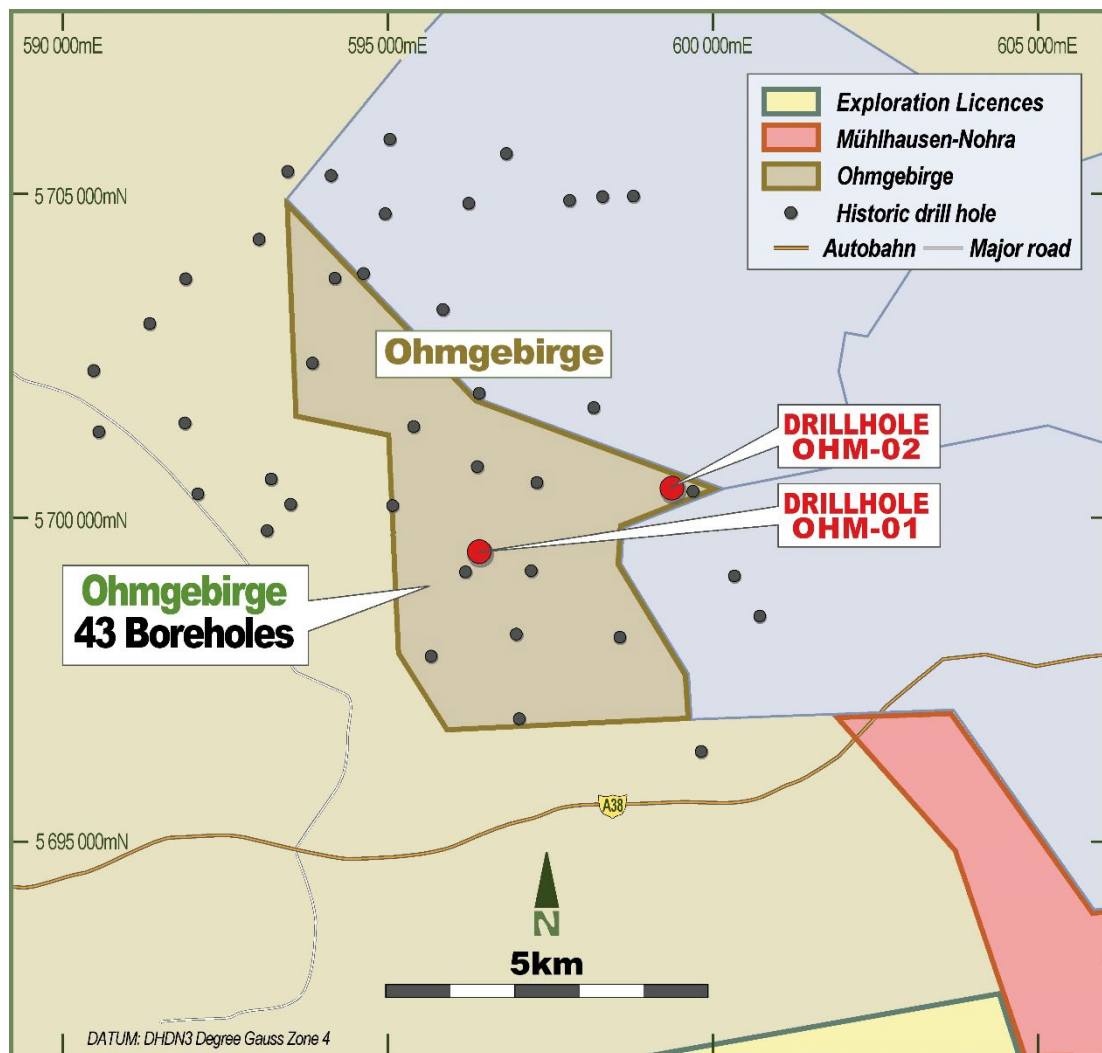 590 000mE
595 000mE
600 000mE
605 000mE
Exploration Licences
Mühlhausen-Nohra
Ohmgebirge
Historic drill hole
Autobahn
Major road
5 705 000mN
Ohmgebirge
DRILLHOLE
OHM-02
DRILLHOLE
OHM-01
5 700 000mN
Ohmgebirge
43 Boreholes
A38
5 695 000mN
N
5km
DATUM: DHDN3 Degree Gauss Zone 4